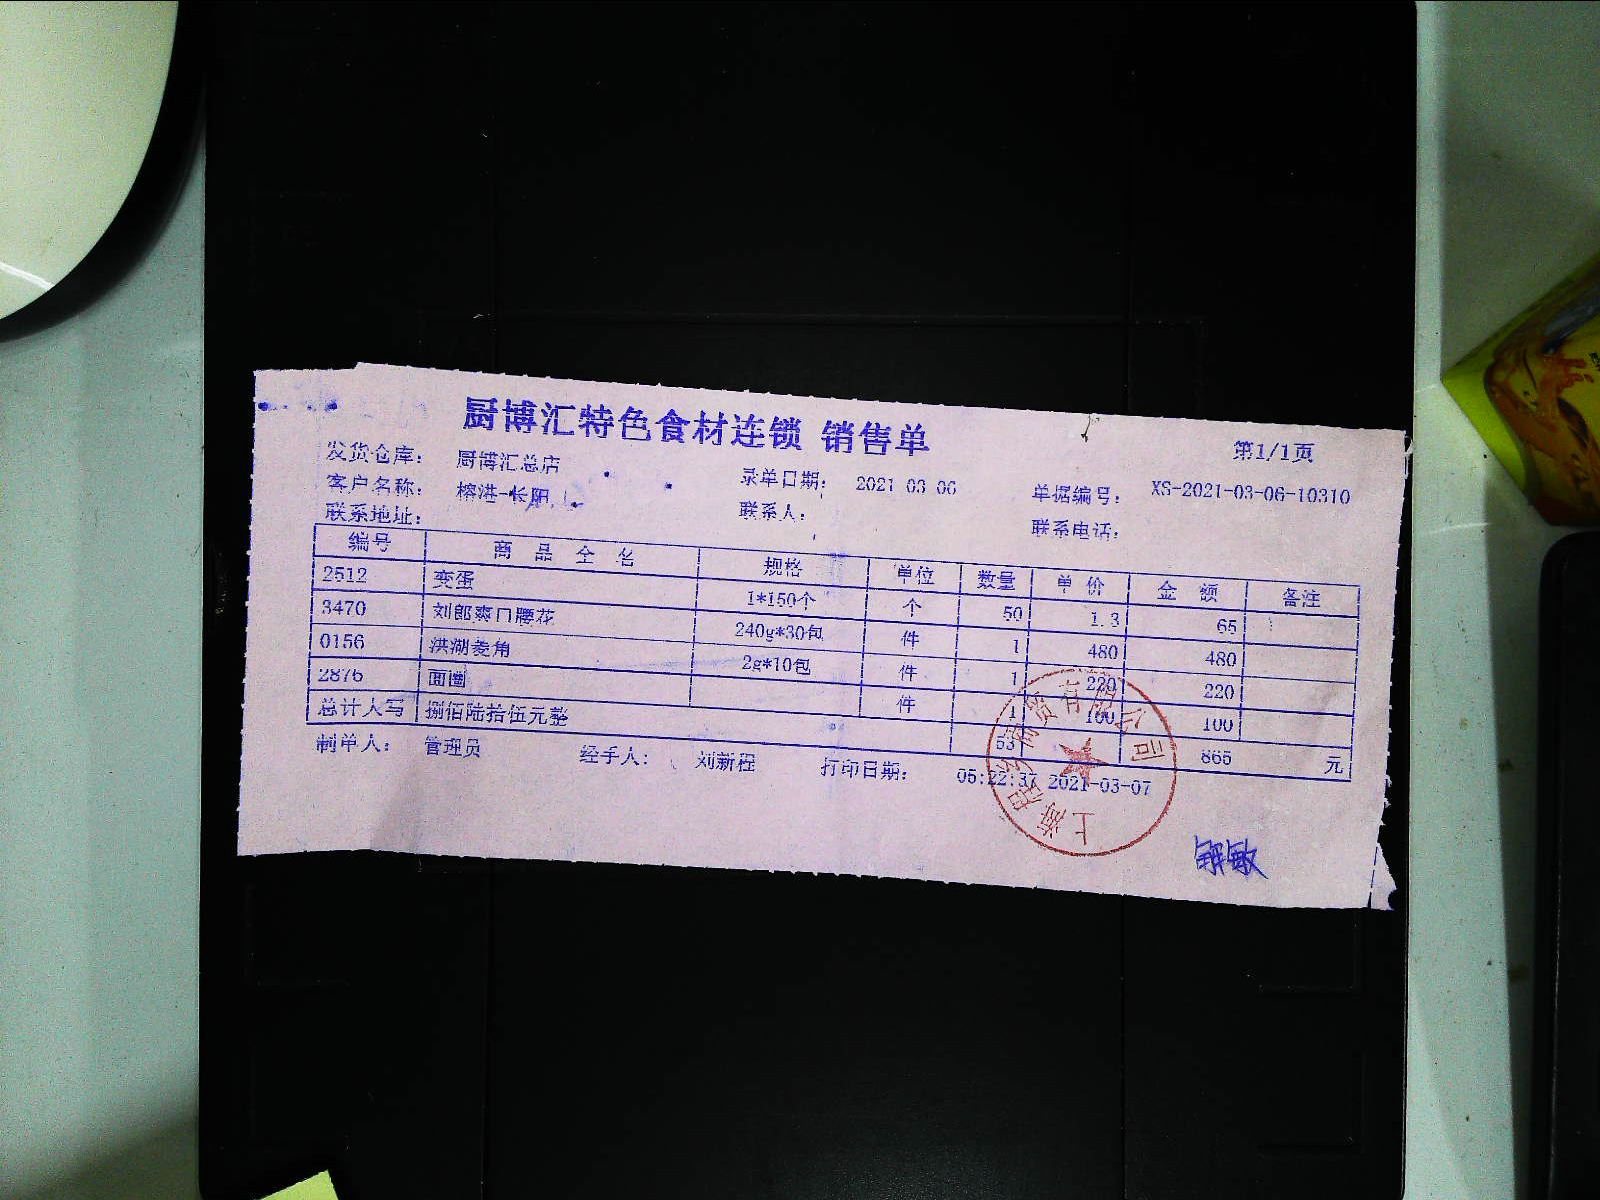 厨博汇特色食材连锁 销售单
第1/1页
发货仓库： 厨博汇总店 录单日期： 2021-03-06 单据编号： XS-2021-03-06-10310
客户名称： 榕港-长阳 联系人： 联系电话：
联系地址：
编号 商品全名 规格 单位 数量 单价 金额 备注
2512 变蛋 1*150个 个 50 1.3 65
3470 刘郎爽口腰花 240g*30包 件 1 480 480
0156 洪湖菱角 2g*10包 件 1 220 220
2876 面圕 件 1 100 100
总计大写 捌佰陆拾伍元整 53 865 元
制单人： 管理员 经手人： 刘新程 打印日期： 05:22:37 2021-03-07